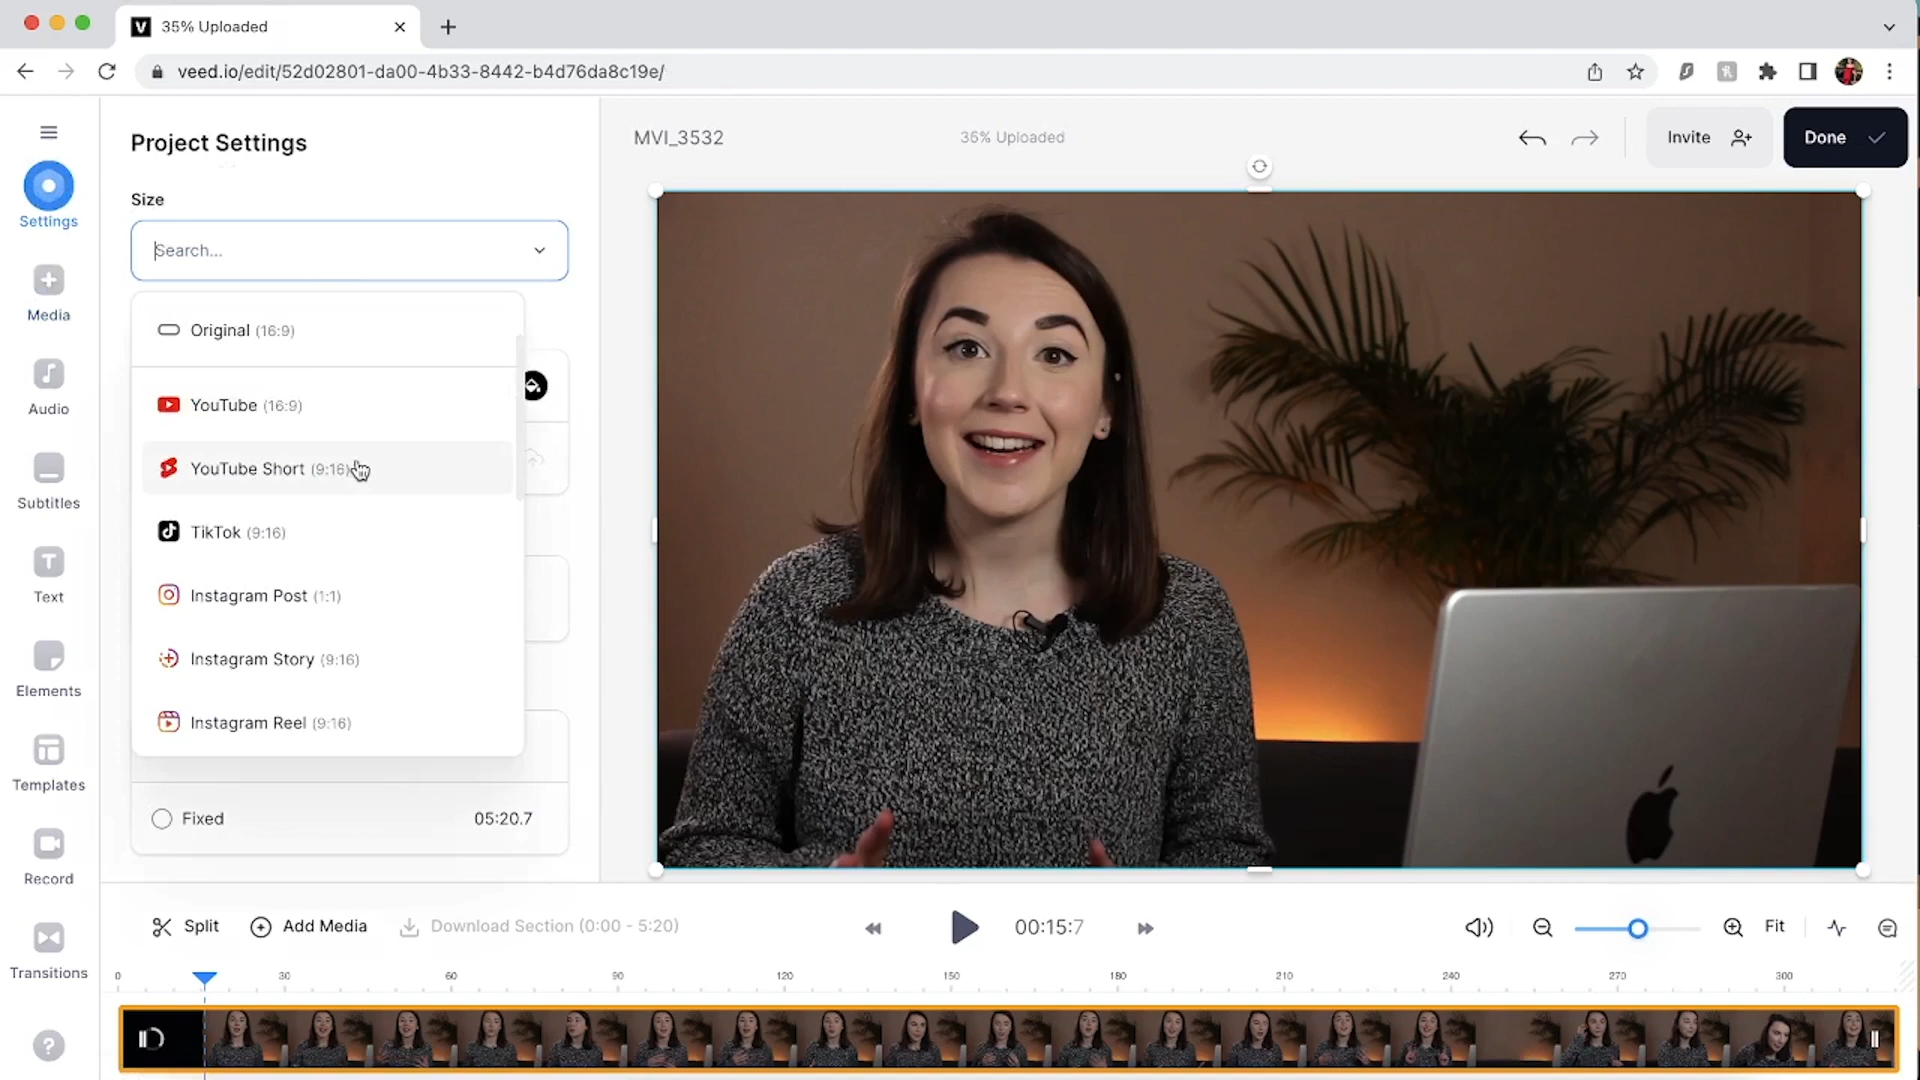 35% Uploaded
veed.io/edit/52d02801-da00-4b33-8442-b4d76da8c19e/
Project Settings
MVI_3532
36% Uploaded
Invite
Done
Size
Search...
Settings
Original (16:9)
Media
YouTube (16:9)
Audio
YouTube Short (9:16)
Subtitles
TikTok (9:16)
Text
Instagram Post (1:1)
Elements
Instagram Story (9:16)
Templates
Instagram Reel (9:16)
Fixed
05:20.7
Record
Transitions
Split
Add Media
Download Section (0:00 - 5:20)
00:15:7
Fit
0 30 60 90 120 150 180 210 240 270 300